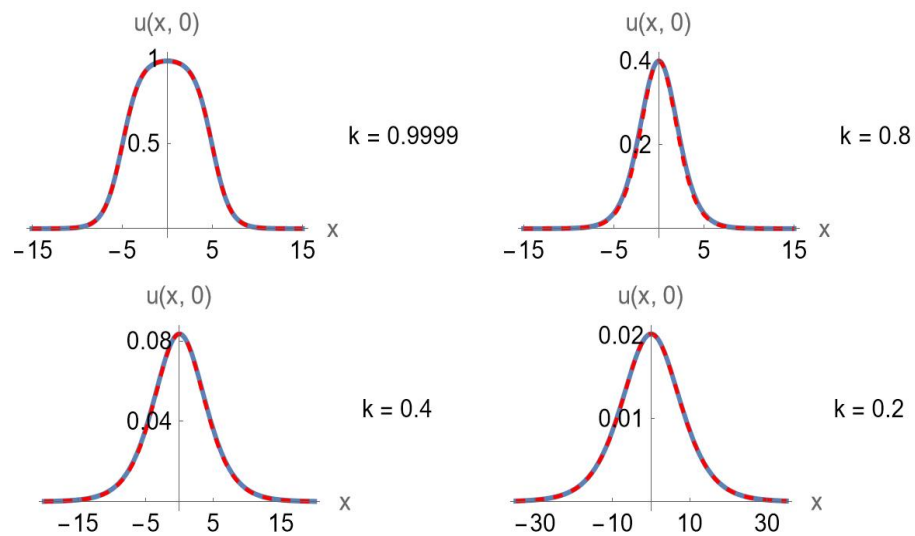 u(x, 0)
1
0.5
−15 −5 5 15 x
k = 0.9999
u(x, 0)
0.4
0.2
−15 −5 5 15 x
k = 0.8
u(x, 0)
0.08
0.04
−15 −5 5 15 x
k = 0.4
u(x, 0)
0.02
0.01
−30 −10 10 30 x
k = 0.2